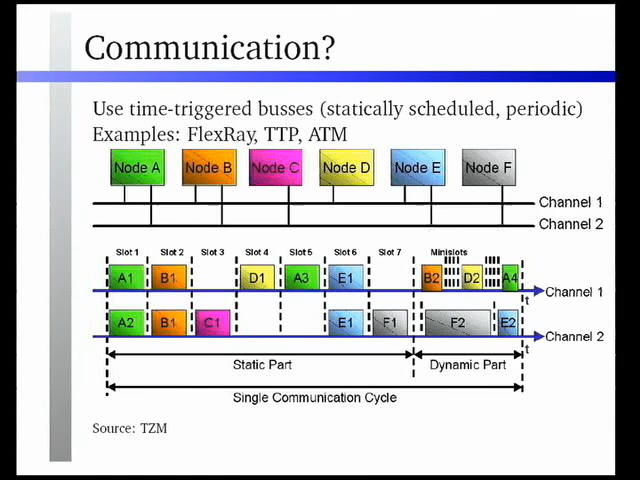 Communication?
Use time-triggered busses (statically scheduled, periodic)
Examples: FlexRay, TTP, ATM
Node A Node B Node C Node D Node E Node F
Channel 1
Channel 2
Slot 1 Slot 2 Slot 3 Slot 4 Slot 5 Slot 6 Slot 7 Minislots
A1 B1 D1 A3 E1 B2 D2 A4
Channel 1
t
A2 B1 C1 E1 F1 F2 E2
Channel 2
t
Static Part Dynamic Part
Single Communication Cycle
Source: TZM